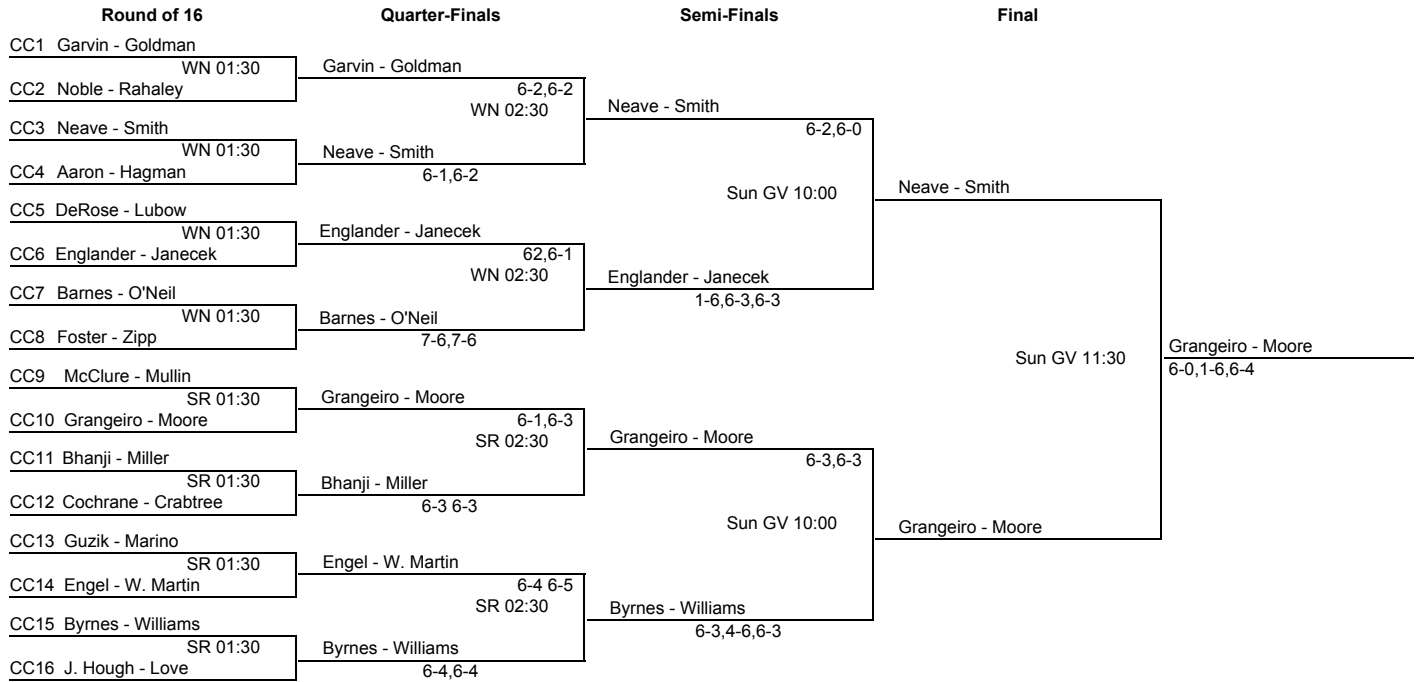 Round of 16 Quarter-Finals Semi-Finals Final
CC1 Garvin - Goldman
WN 01:30
CC2 Noble - Rahaley
CC3 Neave - Smith
WN 01:30
CC4 Aaron - Hagman
CC5 DeRose - Lubow
WN 01:30
CC6 Englander - Janecek
CC7 Barnes - O'Neil
WN 01:30
CC8 Foster - Zipp
CC9 McClure - Mullin
SR 01:30
CC10 Grangeiro - Moore
CC11 Bhanji - Miller
SR 01:30
CC12 Cochrane - Crabtree
CC13 Guzik - Marino
SR 01:30
CC14 Engel - W. Martin
CC15 Byrnes - Williams
SR 01:30
CC16 J. Hough - Love
Garvin - Goldman
6-2,6-2
WN 02:30
Neave - Smith
6-1,6-2
Englander - Janecek
62,6-1
WN 02:30
Barnes - O'Neil
7-6,7-6
Grangeiro - Moore
6-1,6-3
SR 02:30
Bhanji - Miller
6-3 6-3
Engel - W. Martin
6-4 6-5
SR 02:30
Byrnes - Williams
6-4,6-4
Neave - Smith
6-2,6-0
Sun GV 10:00
Englander - Janecek
1-6,6-3,6-3
Grangeiro - Moore
6-3,6-3
Sun GV 10:00
Byrnes - Williams
6-3,4-6,6-3
Neave - Smith
Sun GV 11:30
Grangeiro - Moore
Grangeiro - Moore
6-0,1-6,6-4